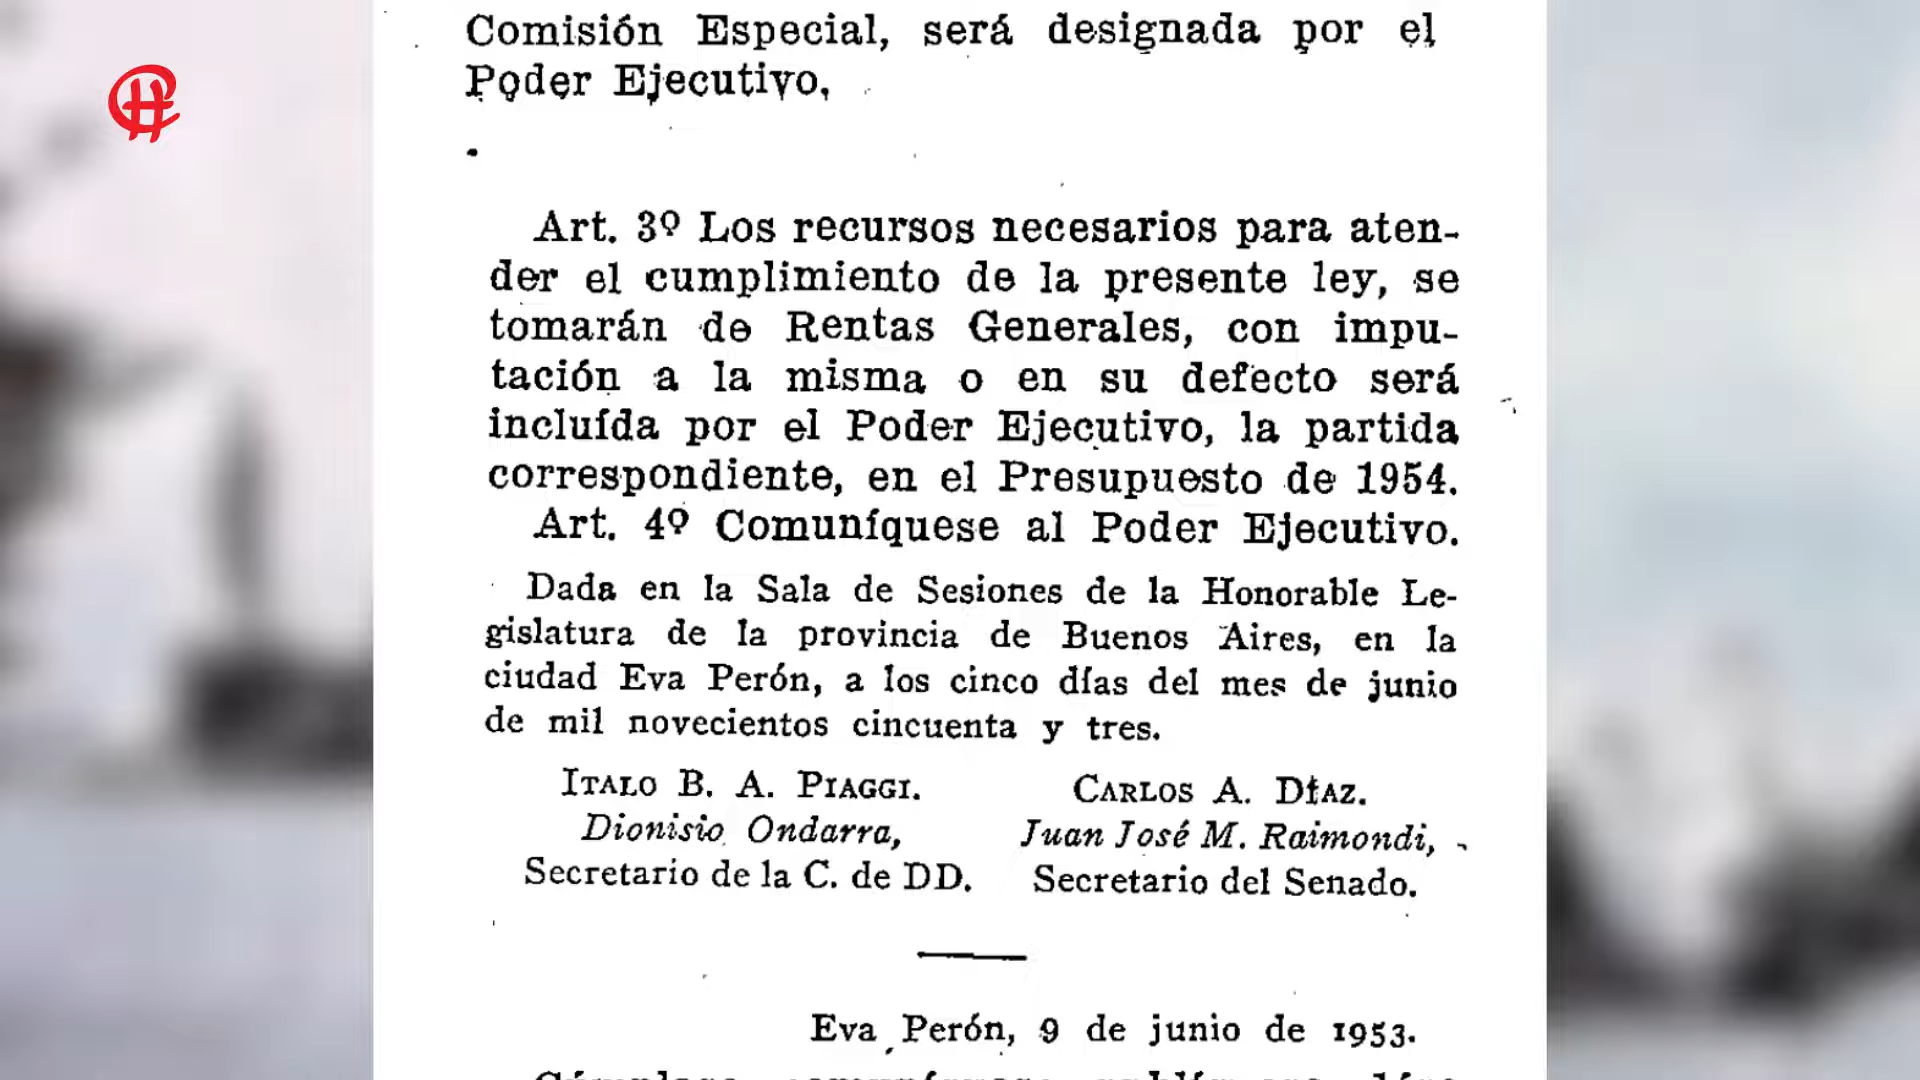 Comisión Especial, será designada por el
Poder Ejecutivo,
Art. 3º Los recursos necesarios para aten-
der el cumplimiento de la presente ley, se
tomarán de Rentas Generales, con impu-
tación a la misma o en su defecto será
incluída por el Poder Ejecutivo, la partida
correspondiente, en el Presupuesto de 1954.
Art. 4º Comuníquese al Poder Ejecutivo.
Dada en la Sala de Sesiones de la Honorable Le-
gislatura de la provincia de Buenos Aires, en la
ciudad Eva Perón, a los cinco días del mes de junio
de mil novecientos cincuenta y tres.
ITALO B. A. PIAGGI.
Dionisio Ondarra,
Secretario de la C. de DD.
CARLOS A. DÍAZ.
Juan José M. Raimondi,
Secretario del Senado.
Eva Perón, 9 de junio de 1953.